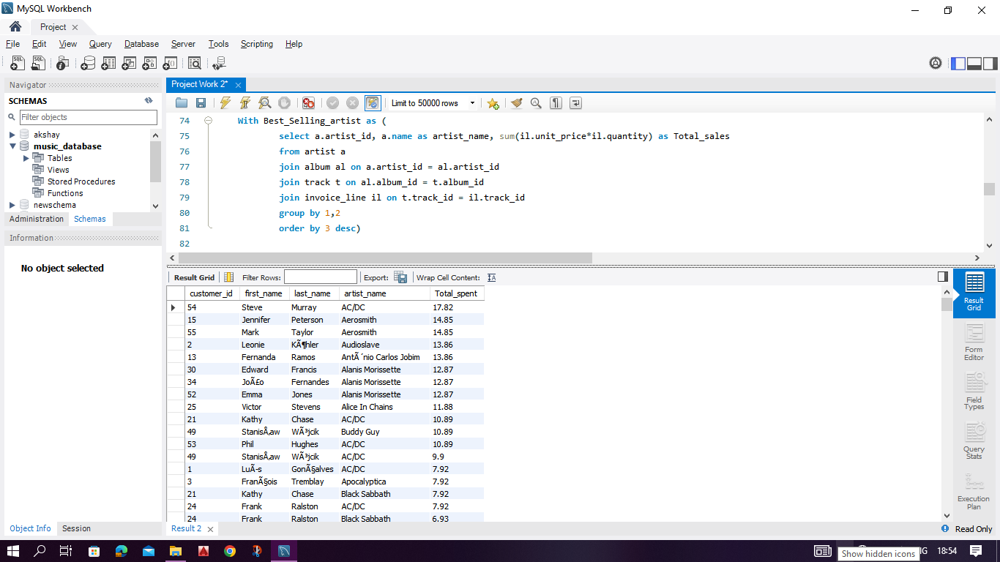 MySQL Workbench
Project
File Edit View Query Database Server Tools Scripting Help
Navigator
SCHEMAS
Filter objects
akshay
music_database
Tables
Views
Stored Procedures
Functions
newschema
Administration Schemas
Information
No object selected
Object Info Session
Project Work 2*
Limit to 50000 rows
74 With Best_Selling_artist as (
75 select a.artist_id, a.name as artist_name, sum(il.unit_price*il.quantity) as Total_sales
76 from artist a
77 join album al on a.artist_id = al.artist_id
78 join track t on al.album_id = t.album_id
79 join invoice_line il on t.track_id = il.track_id
80 group by 1,2
81 order by 3 desc)
82
Result Grid Filter Rows: Export: Wrap Cell Content:
customer_id first_name last_name artist_name Total_spent
54 Steve Murray AC/DC 17.82
15 Jennifer Peterson Aerosmith 14.85
55 Mark Taylor Aerosmith 14.85
2 Leonie KÃ¶hler Audioslave 13.86
13 Fernanda Ramos AntÃ´nio Carlos Jobim 13.86
30 Edward Francis Alanis Morissette 12.87
34 JoÃ£o Fernandes Alanis Morissette 12.87
52 Emma Jones Alanis Morissette 12.87
25 Victor Stevens Alice In Chains 11.88
21 Kathy Chase AC/DC 10.89
49 StanisÅ‚aw WÃ³jcik Buddy Guy 10.89
53 Phil Hughes AC/DC 10.89
49 StanisÅ‚aw WÃ³jcik AC/DC 9.9
1 LuÃ-s GonÃ§alves AC/DC 7.92
3 FranÃ§ois Tremblay Apocalyptica 7.92
21 Kathy Chase Black Sabbath 7.92
24 Frank Ralston AC/DC 7.92
24 Frank Ralston Black Sabbath 6.93
Result 2
Result
Grid
Form
Editor
Field
Types
Query
Stats
Execution
Plan
Read Only
Show hidden icons
18:54